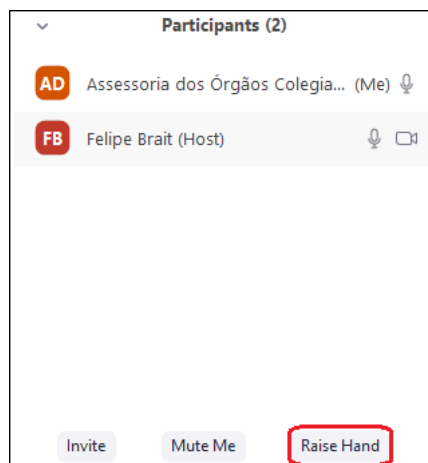 Participants (2)
AD Assessoria dos Órgãos Colegia... (Me)
FB Felipe Brait (Host)
Invite Mute Me Raise Hand